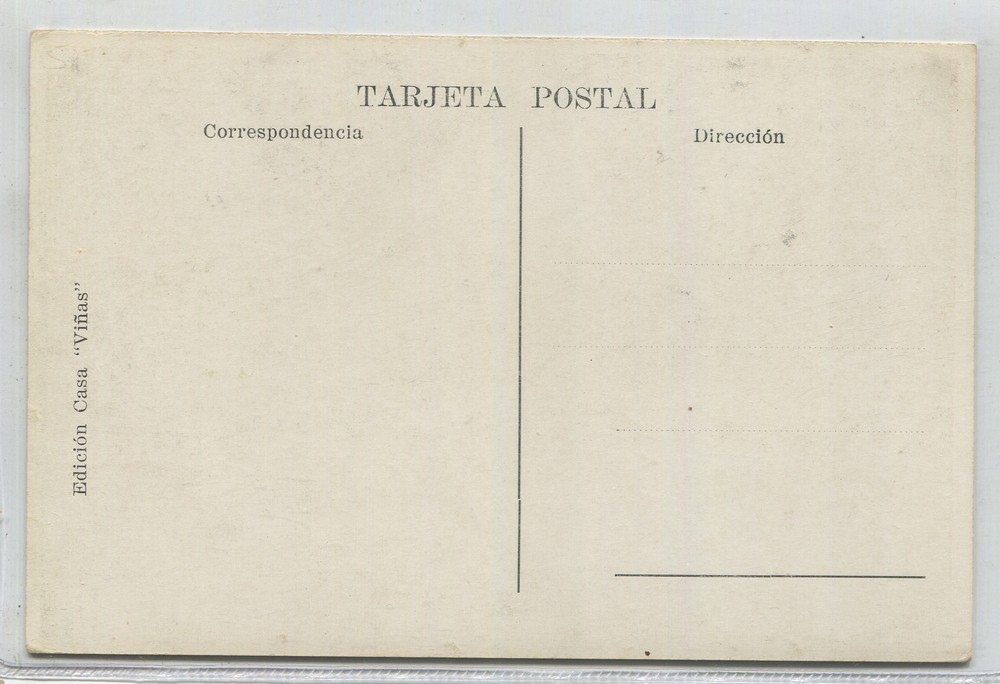 TARJETA POSTAL
Correspondencia
Dirección
Edición Casa “Viñas”